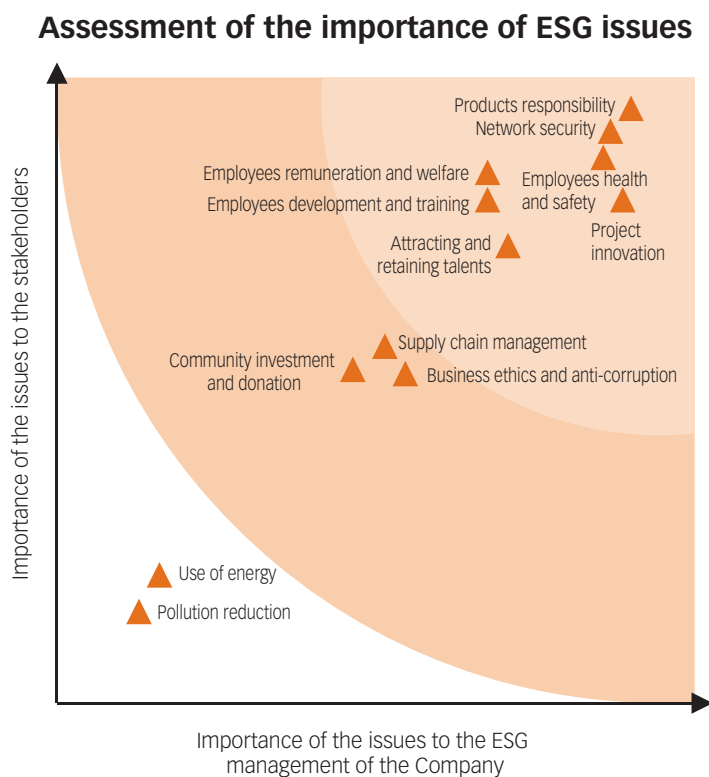 Assessment of the importance of ESG issues
Importance of the issues to the stakeholders
Products responsibility
Network security
Employees remuneration and welfare
Employees health
and safety
Employees development and training
Project
innovation
Attracting and
retaining talents
Supply chain management
Community investment
and donation
Business ethics and anti-corruption
Use of energy
Pollution reduction
Importance of the issues to the ESG
management of the Company